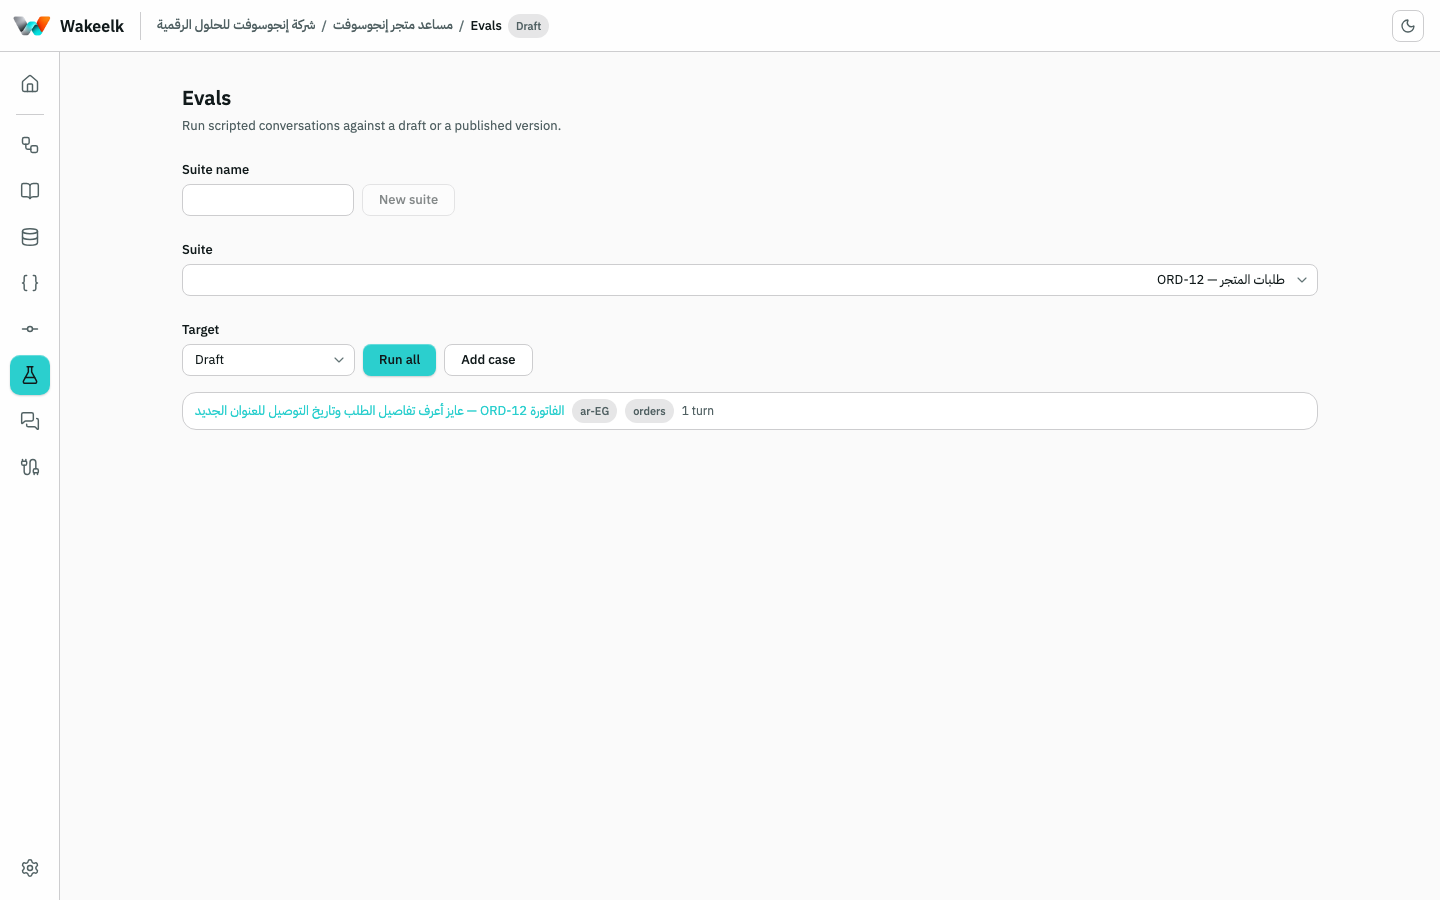 Wakeelk
شركة إنجوسوفت للحلول الرقمية / مساعد متجر إنجوسوفت / Evals Draft
Evals
Run scripted conversations against a draft or a published version.
Suite name
New suite
Suite
طلبات المتجر — ORD-12
Target
Draft Run all Add case
الفاتورة ORD-12 — عايز أعرف تفاصيل الطلب وتاريخ التوصيل للعنوان الجديد ar-EG orders 1 turn